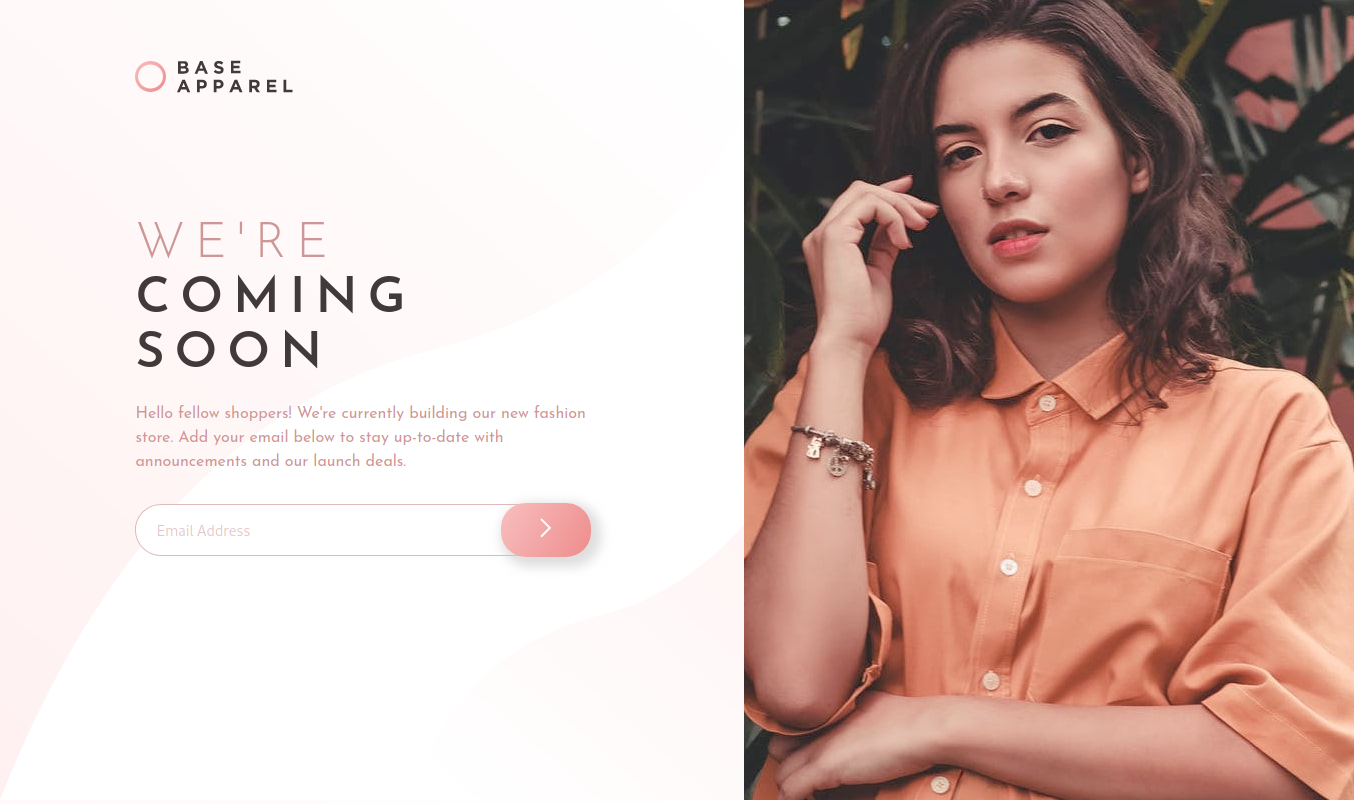 BASE
APPAREL
WE'RE
COMING
SOON
Hello fellow shoppers! We're currently building our new fashion
store. Add your email below to stay up-to-date with
announcements and our launch deals.
Email Address